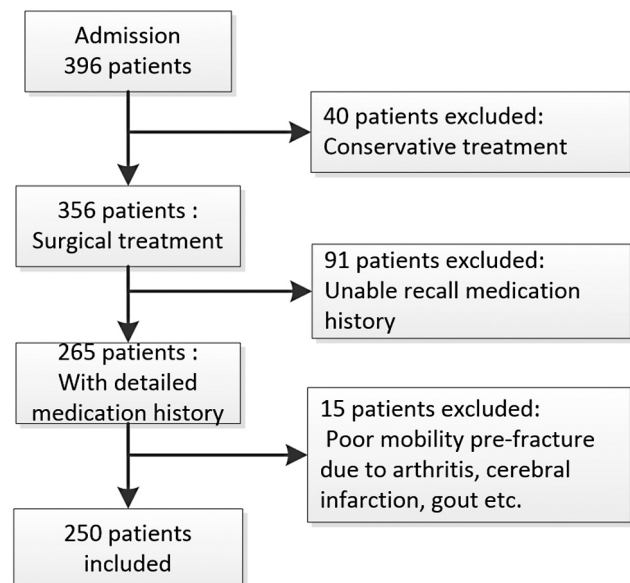 Admission
396 patients
40 patients excluded:
Conservative treatment
356 patients :
Surgical treatment
91 patients excluded:
Unable recall medication
history
265 patients :
With detailed
medication history
15 patients excluded:
Poor mobility pre-fracture
due to arthritis, cerebral
infarction, gout etc.
250 patients
included